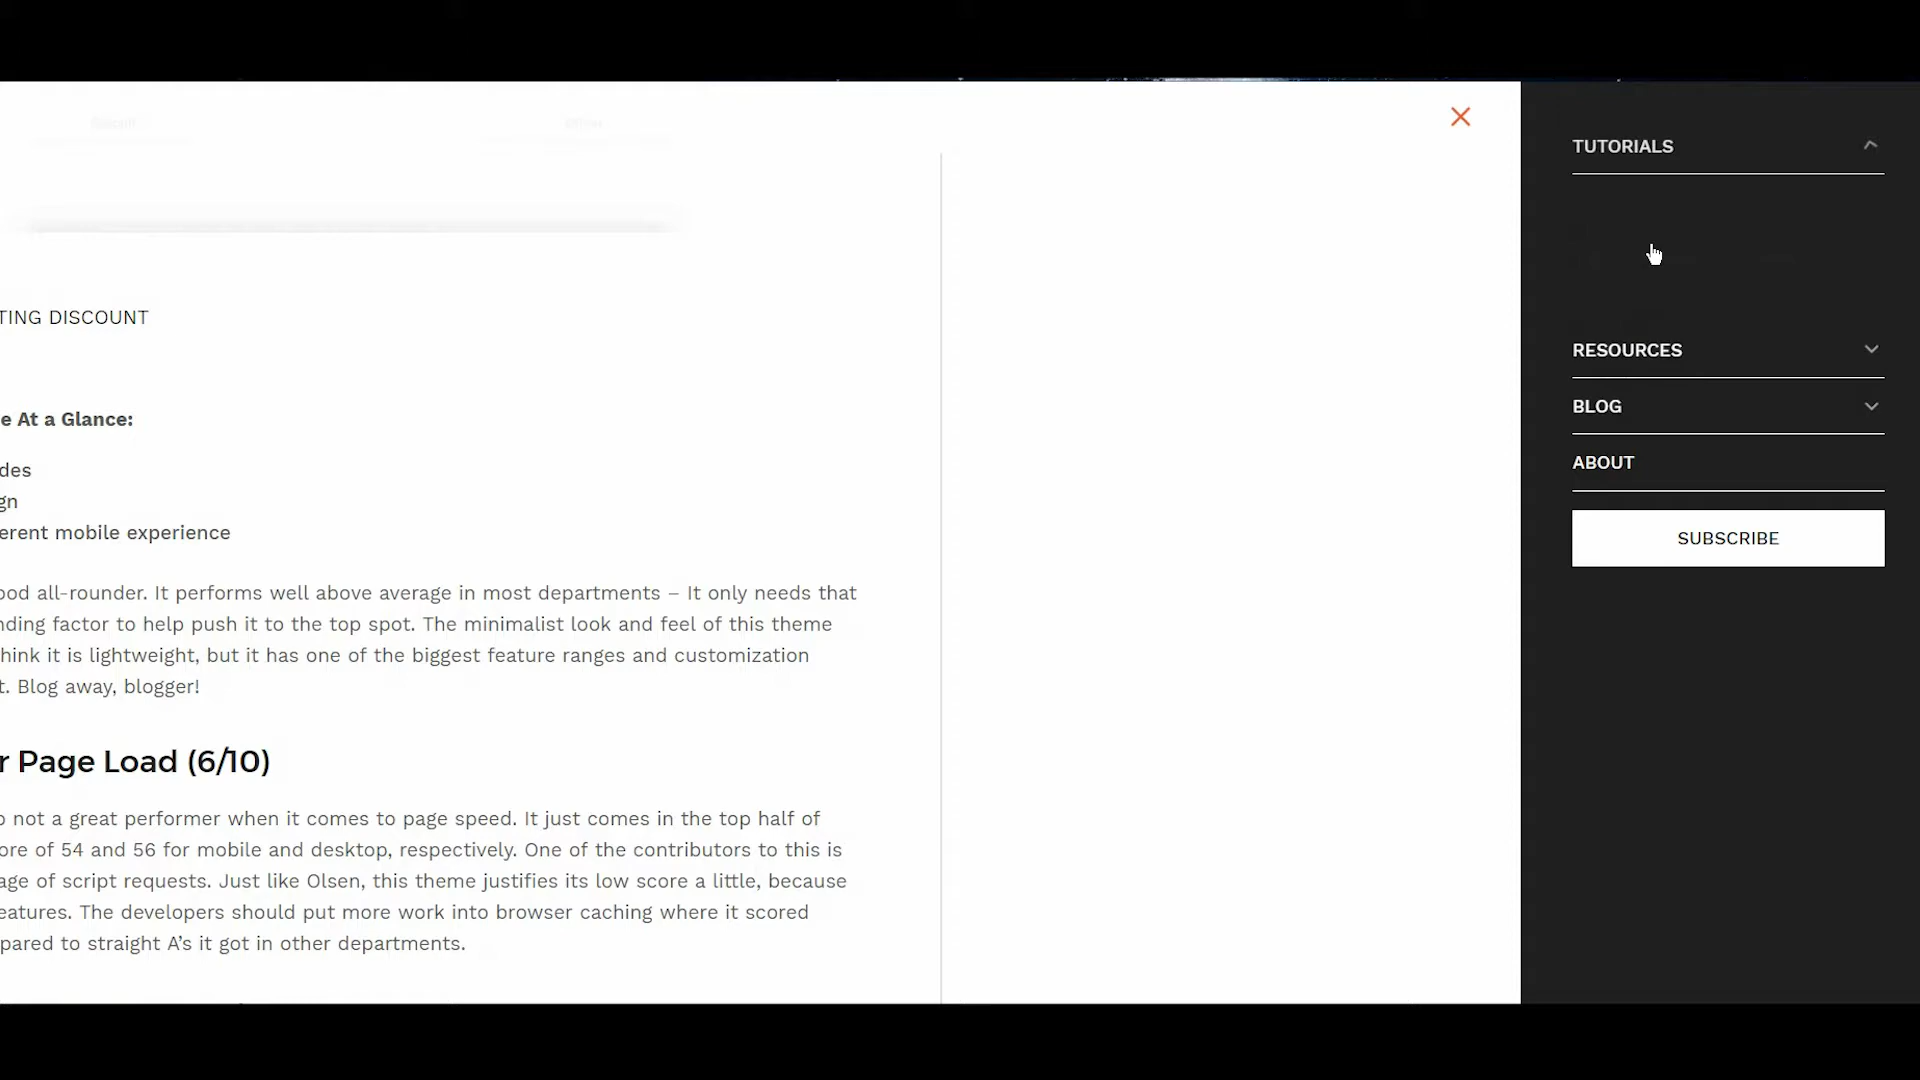 TUTORIALS
TING DISCOUNT
RESOURCES
e At a Glance:
BLOG
des
ABOUT
gn
erent mobile experience
SUBSCRIBE
ood all-rounder. It performs well above average in most departments – It only needs that
nding factor to help push it to the top spot. The minimalist look and feel of this theme
hink it is lightweight, but it has one of the biggest feature ranges and customization
t. Blog away, blogger!
r Page Load (6/10)
o not a great performer when it comes to page speed. It just comes in the top half of
ore of 54 and 56 for mobile and desktop, respectively. One of the contributors to this is
age of script requests. Just like Olsen, this theme justifies its low score a little, because
eatures. The developers should put more work into browser caching where it scored
pared to straight A’s it got in other departments.